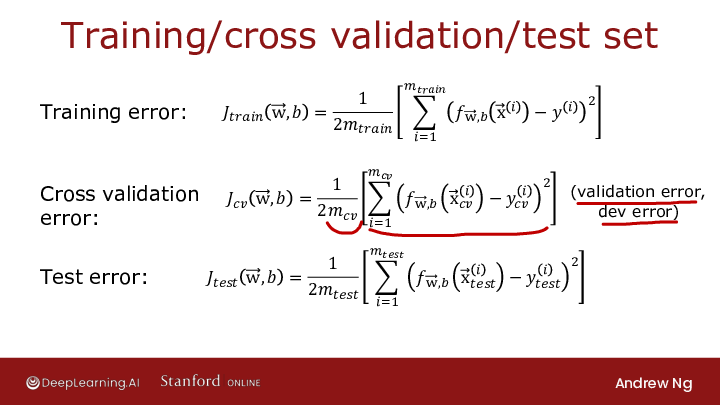 Training/cross validation/test set
Training error: J_{train}(\vec{w}, b) = \frac{1}{2m_{train}} \left[ \sum_{i=1}^{m_{train}} \left( f_{\vec{w},b}(\vec{x}^{(i)}) - y^{(i)} \right)^2 \right]
Cross validation error: J_{cv}(\vec{w}, b) = \frac{1}{2m_{cv}} \left[ \sum_{i=1}^{m_{cv}} \left( f_{\vec{w},b}(\vec{x}_{cv}^{(i)}) - y_{cv}^{(i)} \right)^2 \right] (validation error, dev error)
Test error: J_{test}(\vec{w}, b) = \frac{1}{2m_{test}} \left[ \sum_{i=1}^{m_{test}} \left( f_{\vec{w},b}(\vec{x}_{test}^{(i)}) - y_{test}^{(i)} \right)^2 \right]
DeepLearning.AI Stanford ONLINE Andrew Ng